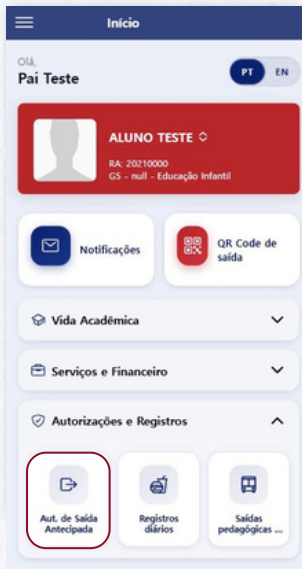 Início
Olá,
Pai Teste
PT EN
ALUNO TESTE
RA: 20210000
G5 - null - Educação Infantil
Notificações
QR Code de
saída
Vida Acadêmica
Serviços e Financeiro
Autorizações e Registros
Aut. de Saída
Antecipada
Registros
diários
Saídas
pedagógicas ...